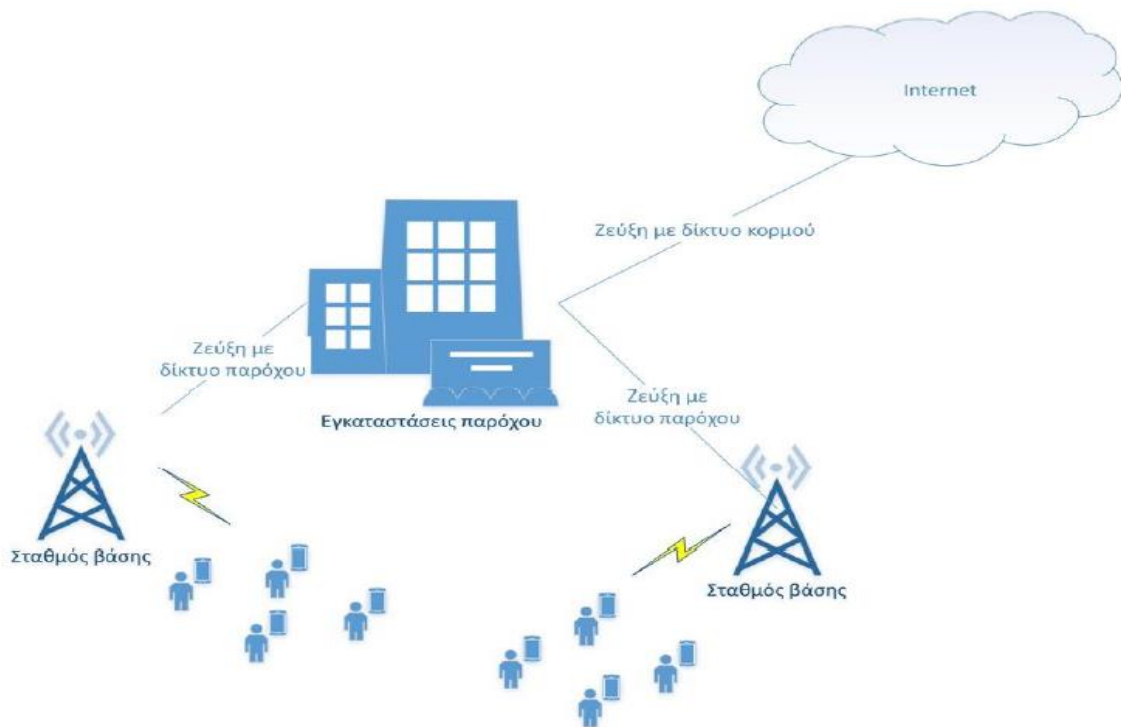 Internet
Ζεύξη με δίκτυο κορμού
Ζεύξη με
δίκτυο παρόχου
Ζεύξη με
δίκτυο παρόχου
Εγκαταστάσεις παρόχου
Σταθμός βάσης
Σταθμός βάσης